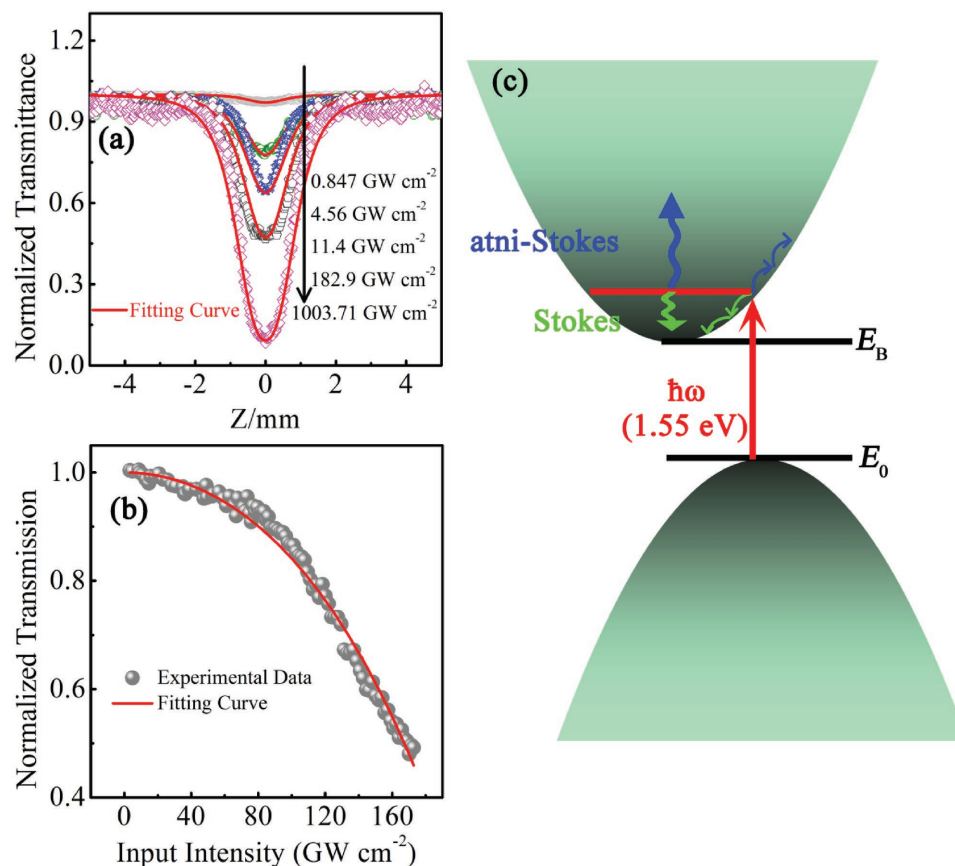 1.2
0.9
0.6
0.3
0.0
Normalized Transmittance
(a)
0.847 GW cm⁻²
4.56 GW cm⁻²
11.4 GW cm⁻²
182.9 GW cm⁻²
1003.71 GW cm⁻²
Fitting Curve
-4 -2 0 2 4
Z/mm
1.0
0.8
0.6
0.4
Normalized Transmission
(b)
Experimental Data
Fitting Curve
0 40 80 120 160
Input Intensity (GW cm⁻²)
(c)
atni-Stokes
Stokes
E_B
ħω
(1.55 eV)
E_0